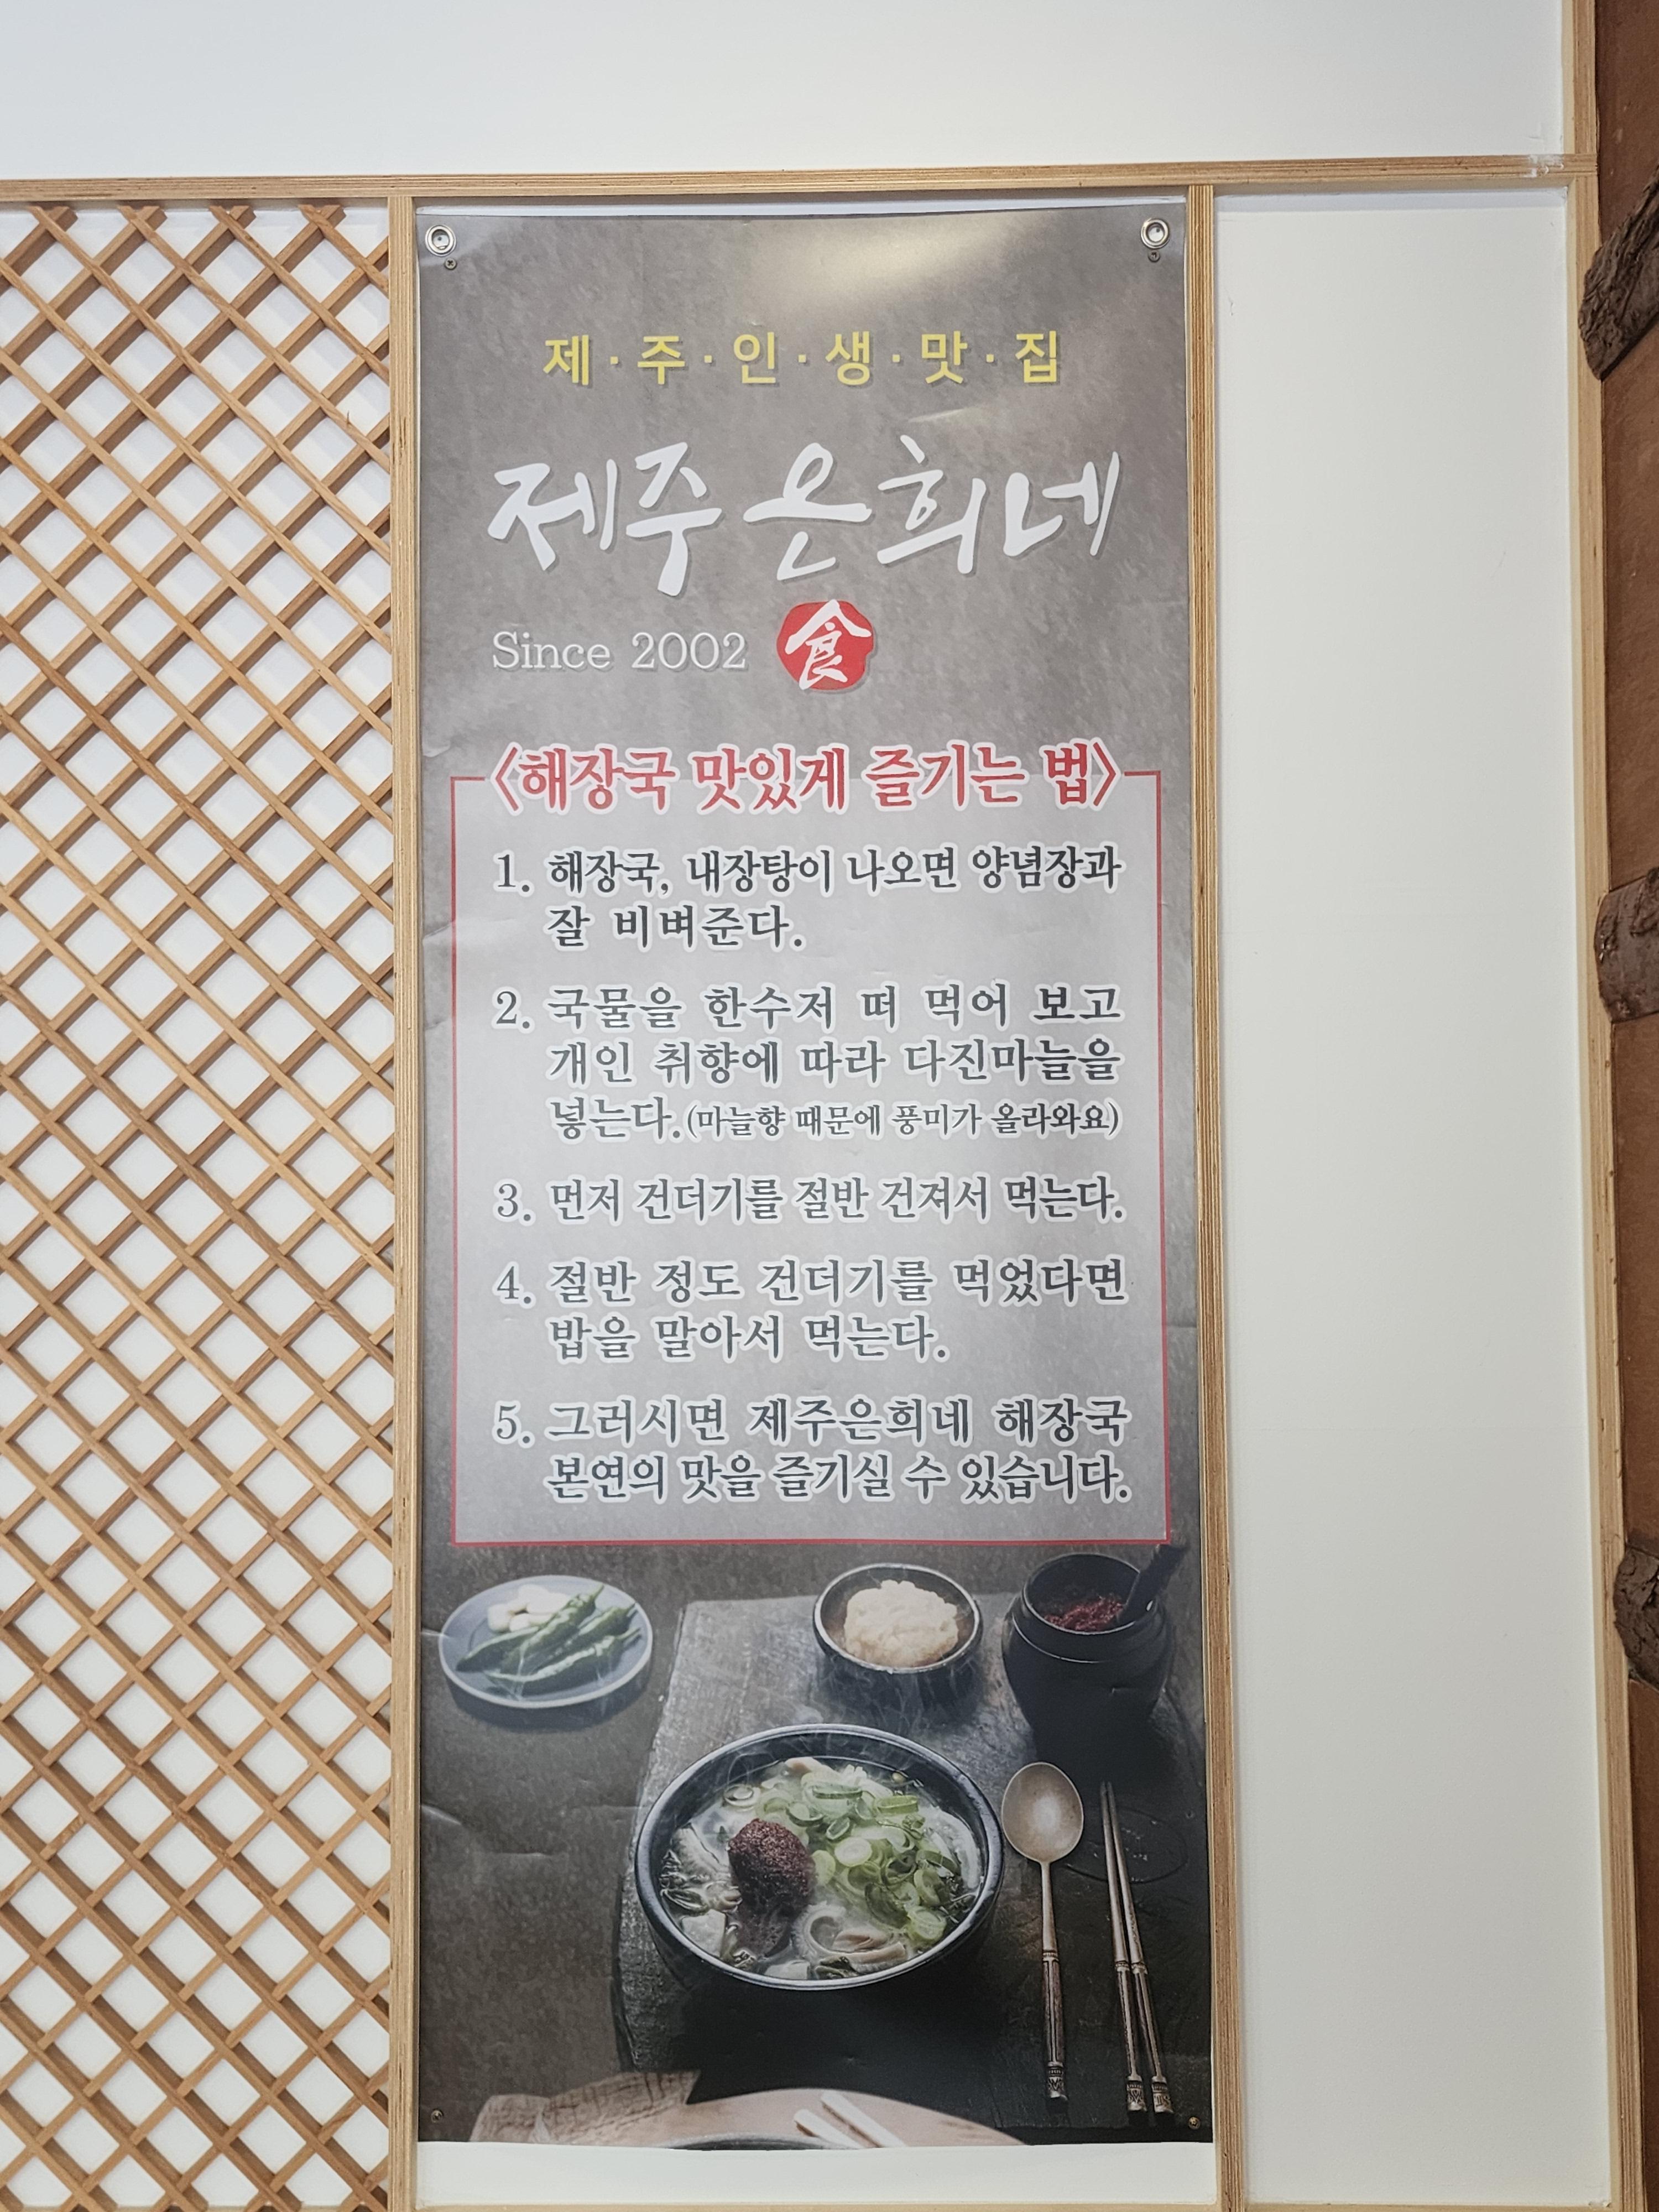 제·주·인·생·맛·집
제주은희네
Since 2002 食
<해장국 맛있게 즐기는 법>
1. 해장국, 내장탕이 나오면 양념장과
잘 비벼준다.
2. 국물을 한수저 떠 먹어 보고
개인 취향에 따라 다진마늘을
넣는다.(마늘향 때문에 풍미가 올라와요)
3. 먼저 건더기를 절반 건져서 먹는다.
4. 절반 정도 건더기를 먹었다면
밥을 말아서 먹는다.
5. 그러시면 제주은희네 해장국
본연의 맛을 즐기실 수 있습니다.